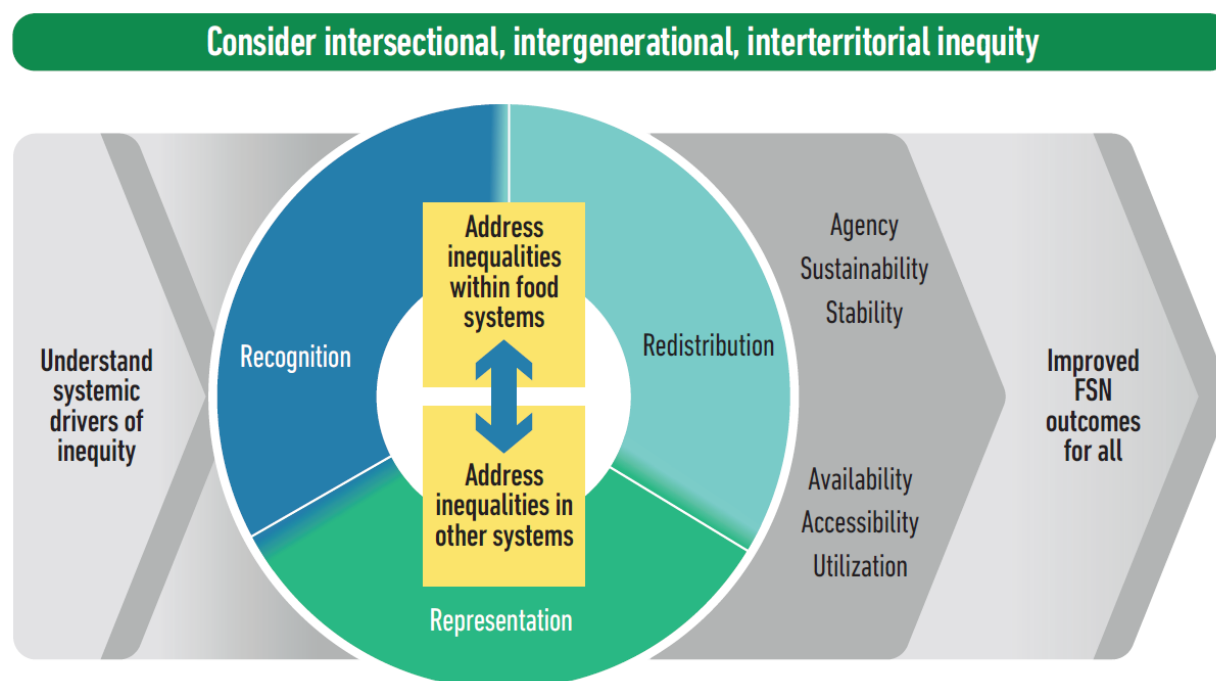 Consider intersectional, intergenerational, interterritorial inequity
Understand
systemic
drivers of
inequity
Recognition
Address
inequalities
within food
systems
Address
inequalities in
other systems
Redistribution
Representation
Agency
Sustainability
Stability
Availability
Accessibility
Utilization
Improved
FSN
outcomes
for all